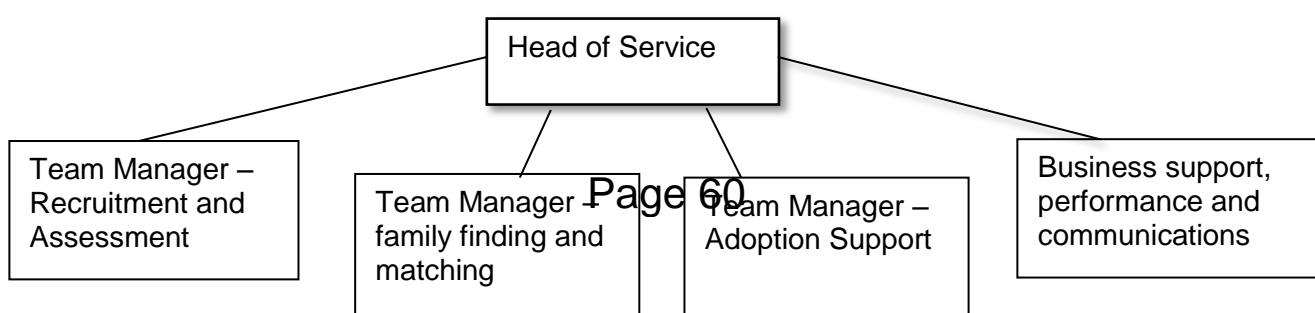 Head of Service
Team Manager –
Recruitment and
Assessment
Team Manager –
family finding and
matching
Page 60
Team Manager –
Adoption Support
Business support,
performance and
communications